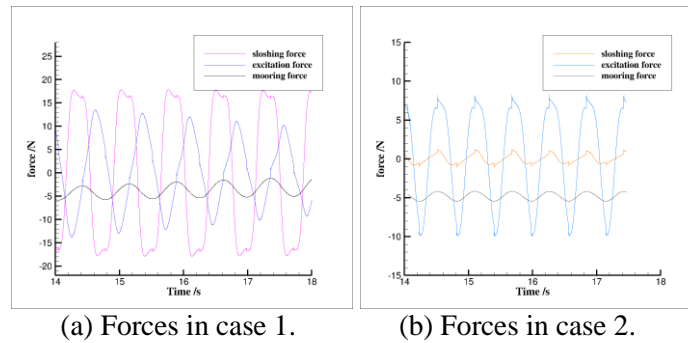 sloshing force
excitation force
mooring force
force /N
25
20
15
10
5
0
-5
-10
-15
-20
14
15
16
17
18
Time /s
(a) Forces in case 1.
sloshing force
excitation force
mooring force
force /N
15
10
5
0
-5
-10
-15
14
15
16
17
18
Time /s
(b) Forces in case 2.